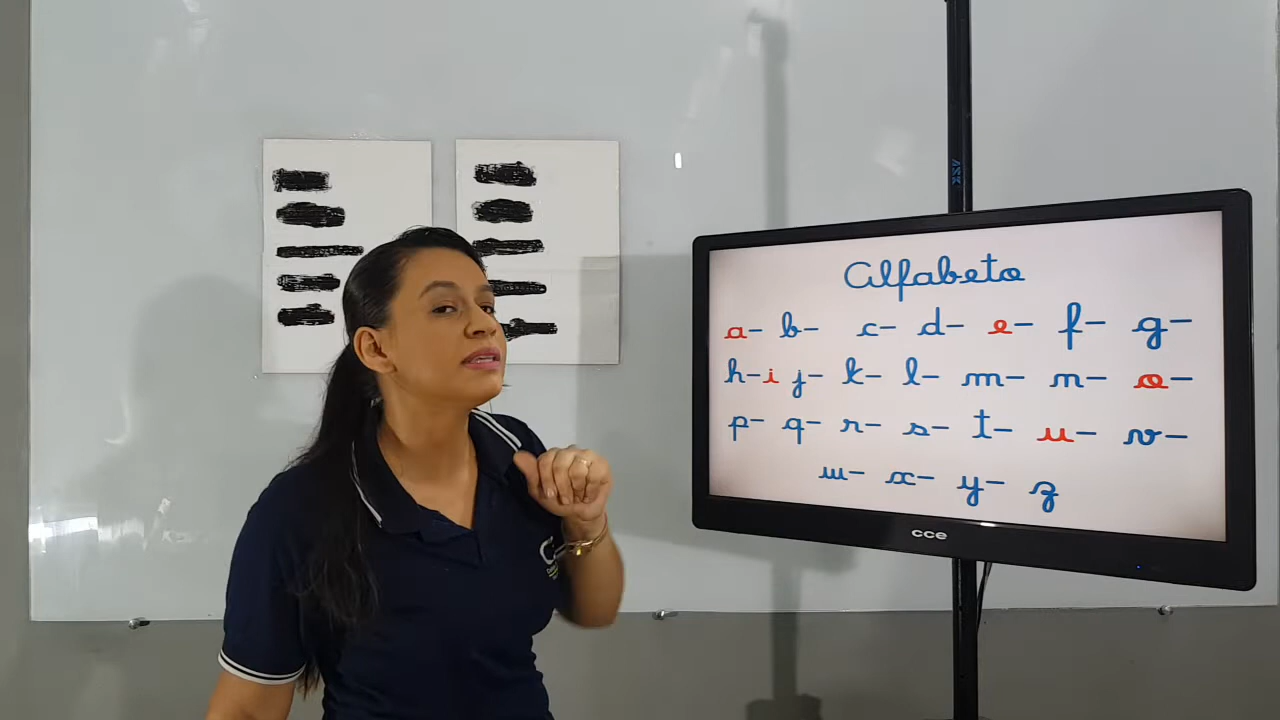 Alfabeto
a- b- c- d- e- f- g-
h- i j- k- l- m- n- o-
p- q- r- s- t- u- v-
w- x- y- z
cce